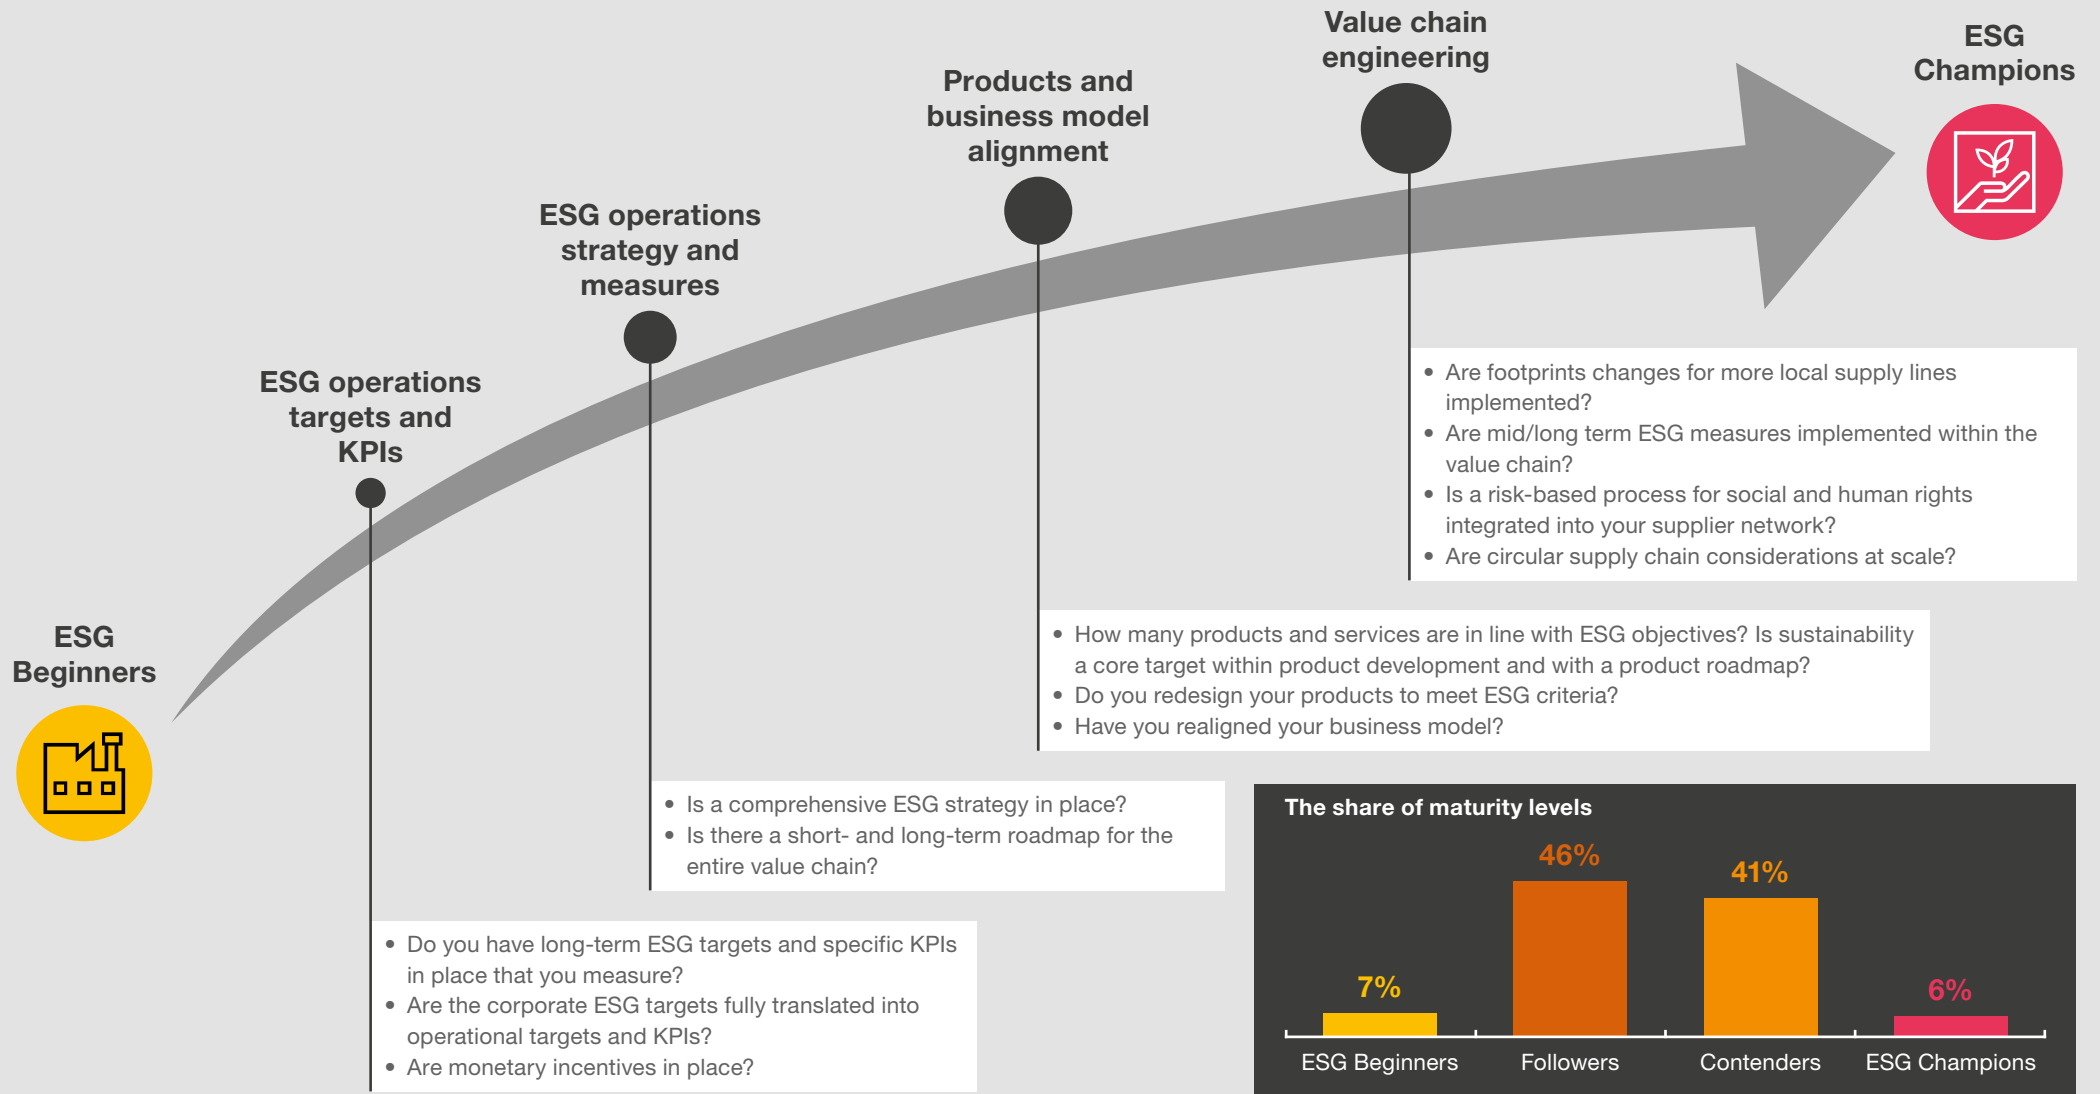 ESG
Beginners
ESG operations
targets and
KPIs
• Do you have long-term ESG targets and specific KPIs
in place that you measure?
• Are the corporate ESG targets fully translated into
operational targets and KPIs?
• Are monetary incentives in place?
ESG operations
strategy and
measures
• Is a comprehensive ESG strategy in place?
• Is there a short- and long-term roadmap for the
entire value chain?
Products and
business model
alignment
• How many products and services are in line with ESG objectives? Is sustainability
a core target within product development and with a product roadmap?
• Do you redesign your products to meet ESG criteria?
• Have you realigned your business model?
Value chain
engineering
• Are footprints changes for more local supply lines
implemented?
• Are mid/long term ESG measures implemented within the
value chain?
• Is a risk-based process for social and human rights
integrated into your supplier network?
• Are circular supply chain considerations at scale?
ESG
Champions
The share of maturity levels
7%
46%
41%
6%
ESG Beginners
Followers
Contenders
ESG Champions